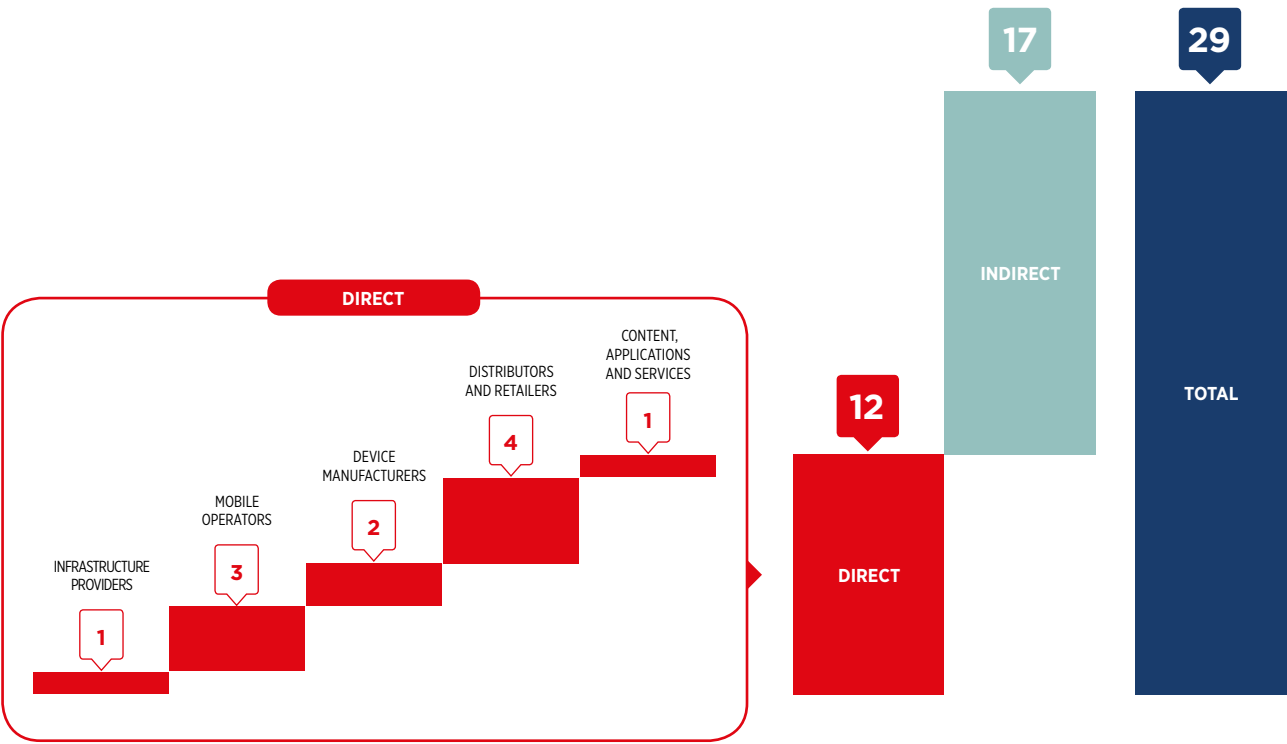 17
29
INDIRECT
TOTAL
DIRECT
CONTENT,
APPLICATIONS
AND SERVICES
1
DISTRIBUTORS
AND RETAILERS
4
DEVICE
MANUFACTURERS
2
MOBILE
OPERATORS
3
INFRASTRUCTURE
PROVIDERS
1
12
DIRECT